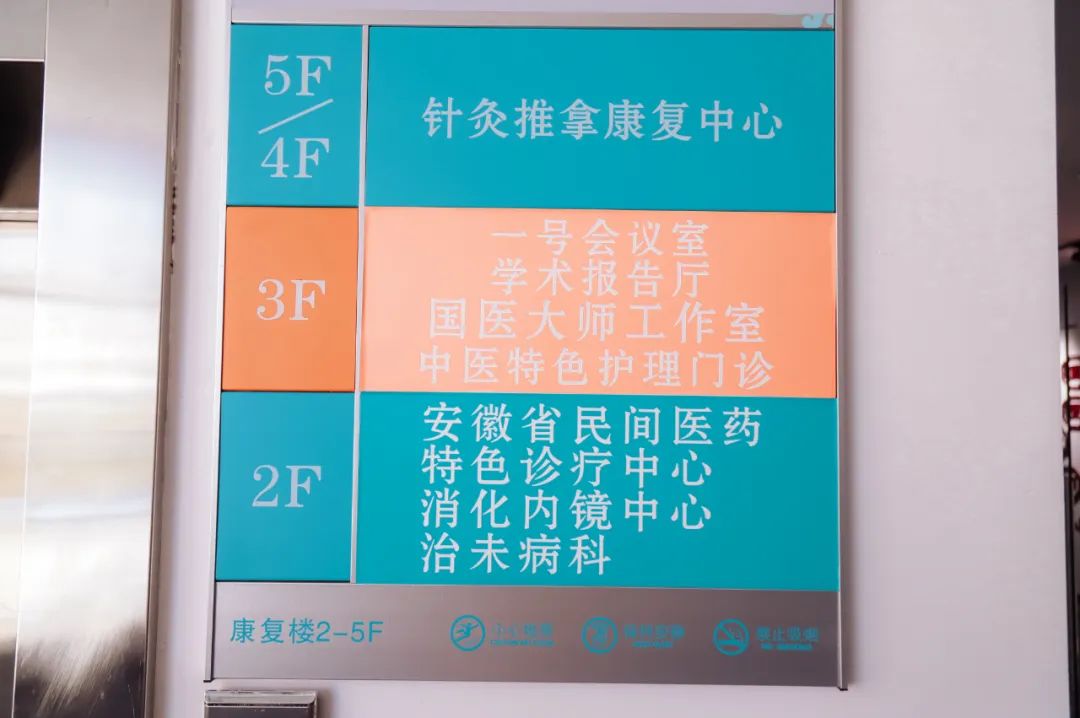 5F/4F
针灸推拿康复中心
3F
一号会议室
学术报告厅
国医大师工作室
中医特色护理门诊
2F
安徽省民间医药
特色诊疗中心
消化内镜中心
治未病科
康复楼2-5F
小心地滑
禁止吸烟
NO SMOKING